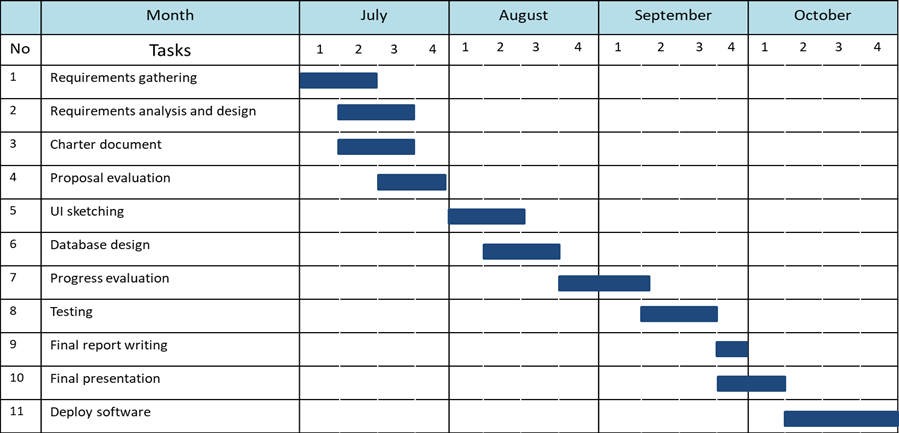 Month July August September October
No Tasks 1 2 3 4 1 2 3 4 1 2 3 4 1 2 3 4
1 Requirements gathering
2 Requirements analysis and design
3 Charter document
4 Proposal evaluation
5 UI sketching
6 Database design
7 Progress evaluation
8 Testing
9 Final report writing
10 Final presentation
11 Deploy software